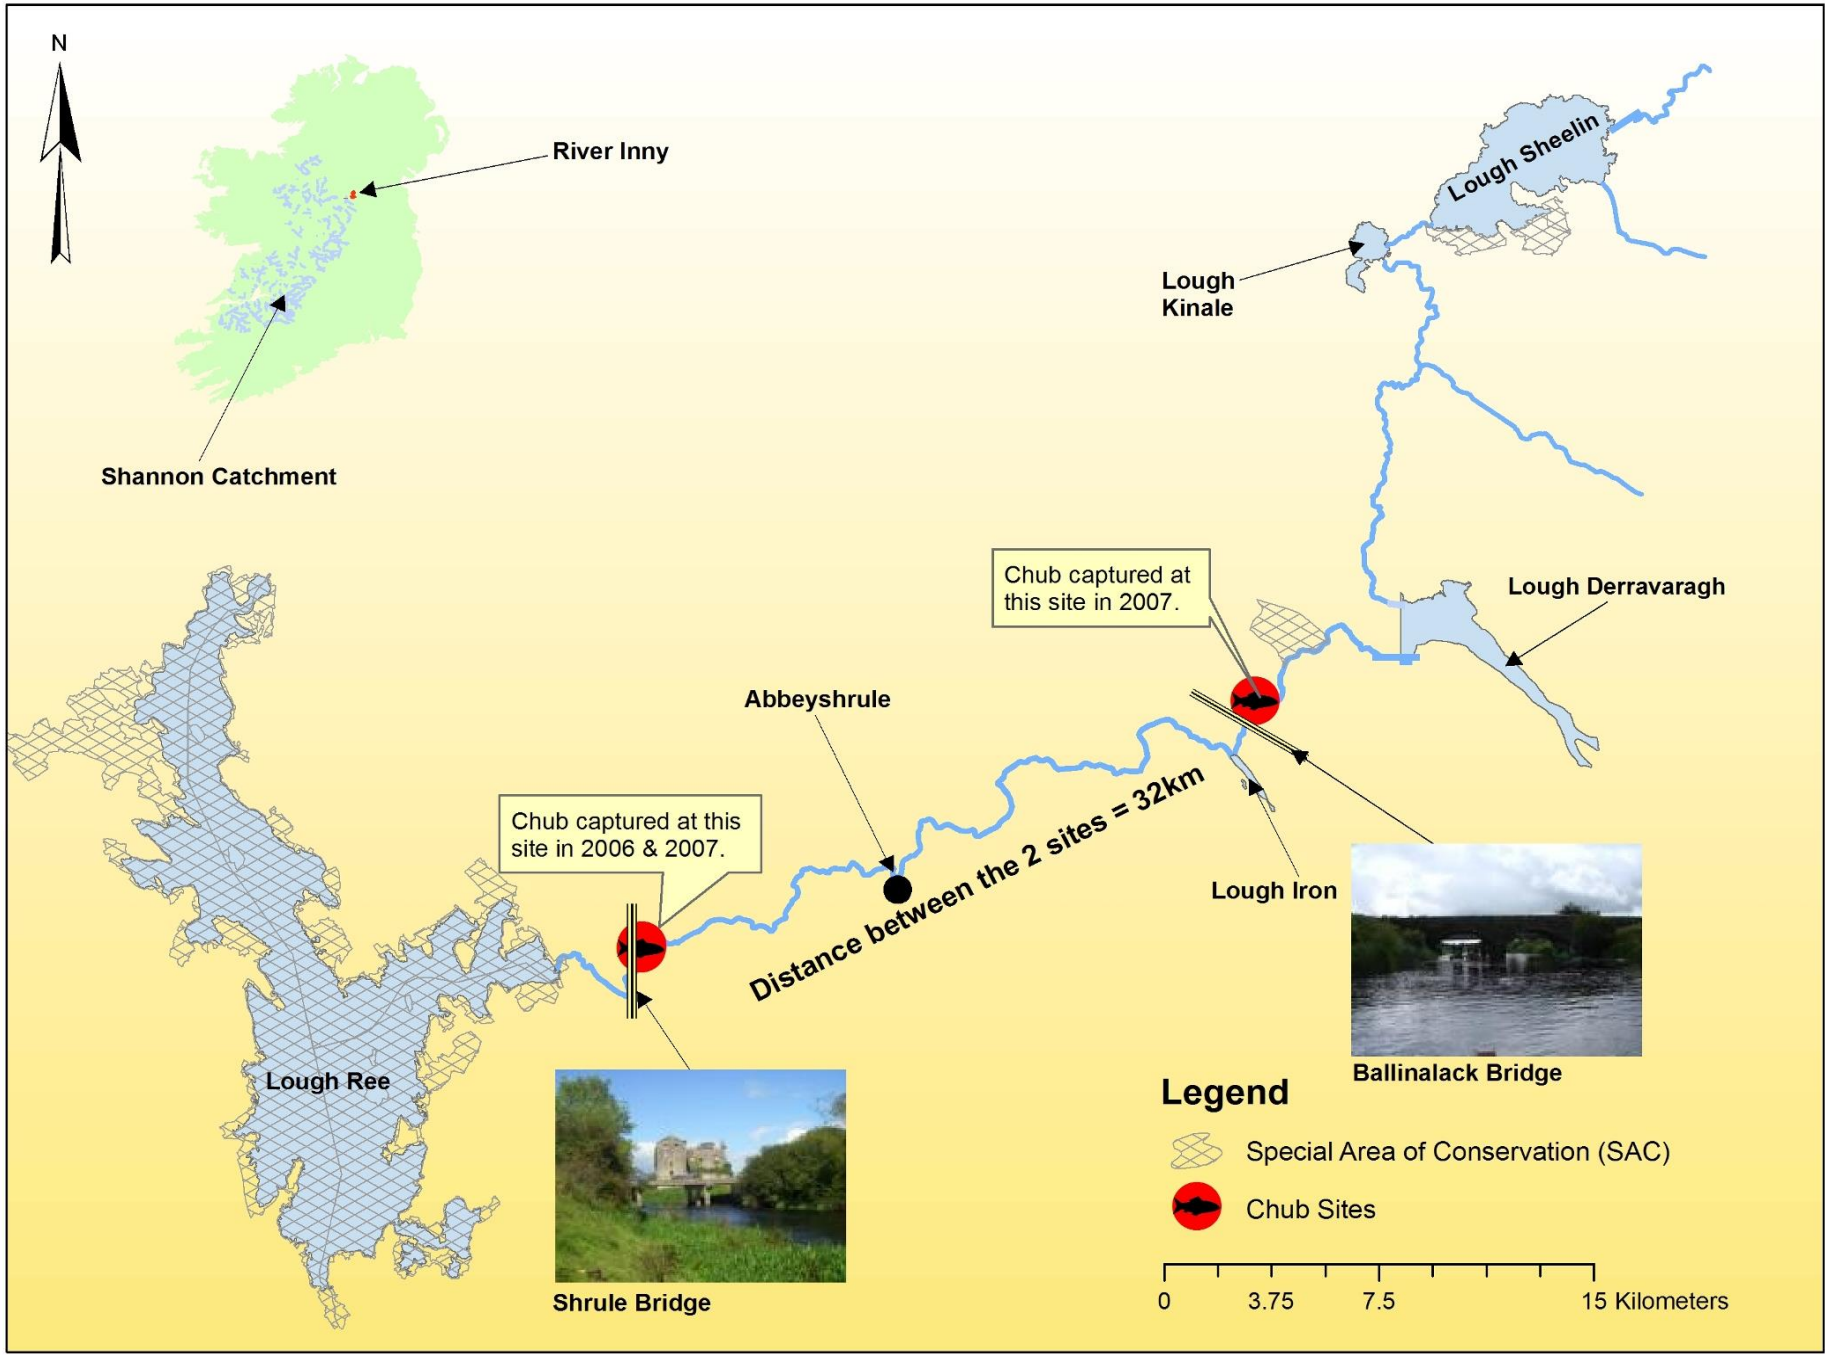 N
River Inny
Shannon Catchment
Lough Sheelin
Lough
Kinale
Lough Derravaragh
Chub captured at
this site in 2007.
Abbeyshrule
Chub captured at this
site in 2006 & 2007.
Distance between the 2 sites = 32km
Lough Iron
Lough Ree
Ballinalack Bridge
Shrule Bridge
Legend
Special Area of Conservation (SAC)
Chub Sites
0 3.75 7.5 15 Kilometers